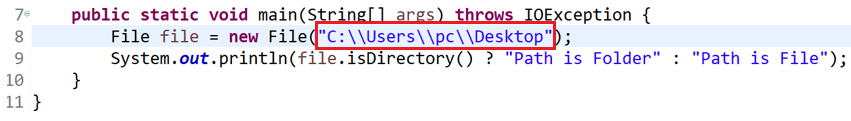 7 public static void main(String[] args) throws IOException {
8 File file = new File("C:\\Users\\pc\\Desktop");
9 System.out.println(file.isDirectory() ? "Path is Folder" : "Path is File");
10 }
11 }